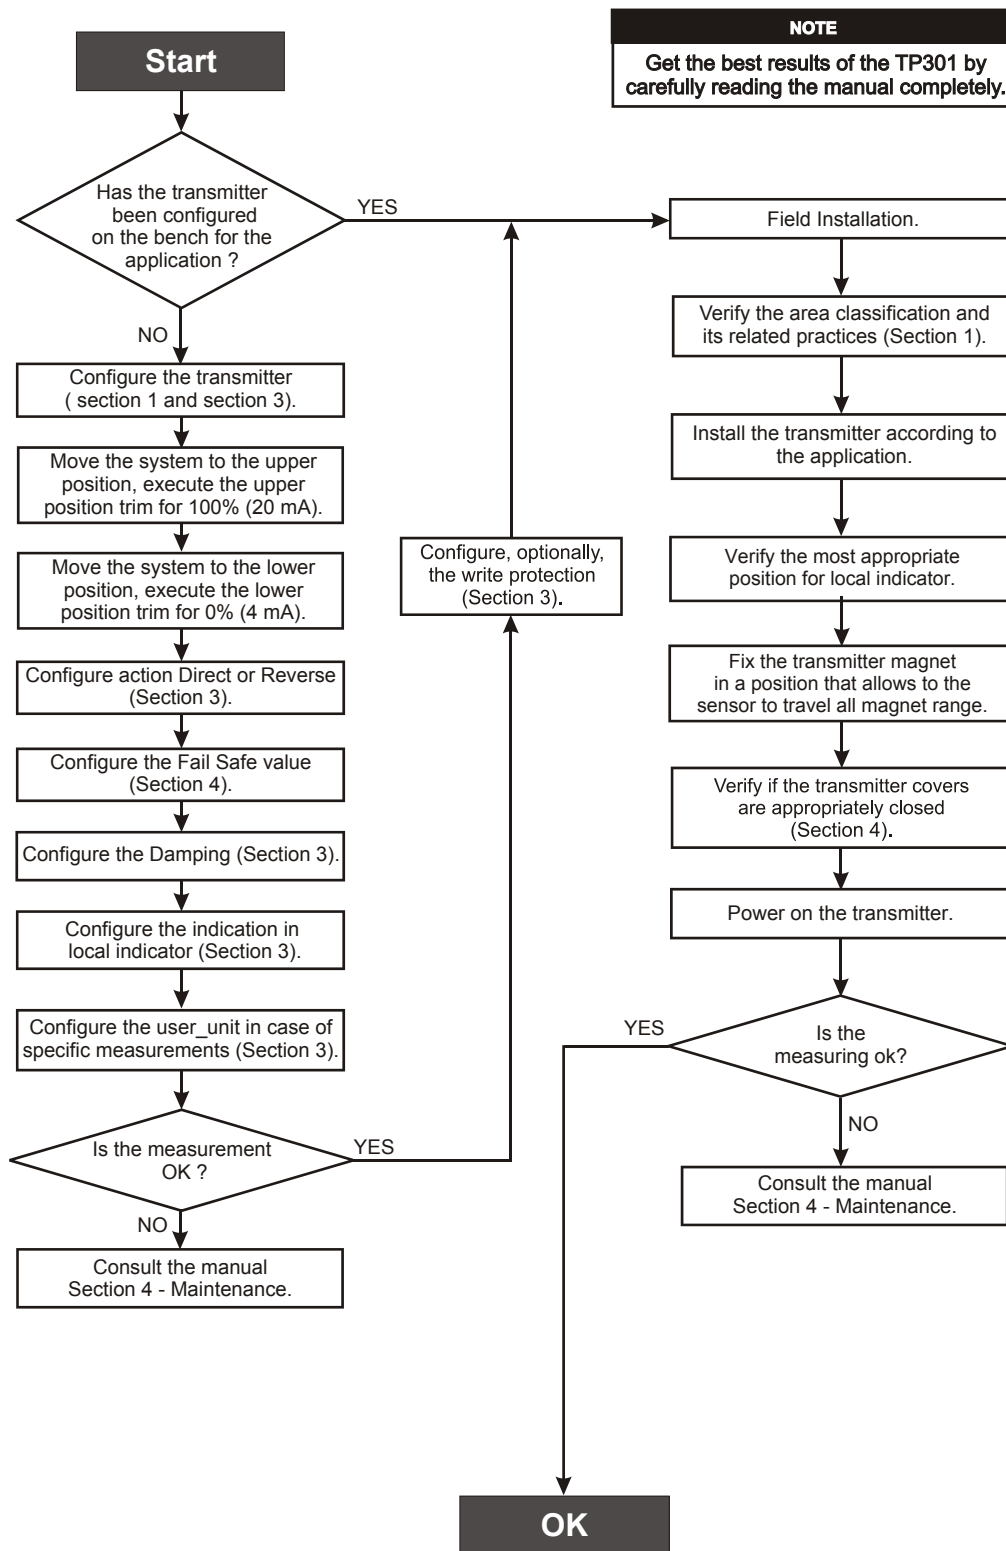 Start
NOTE
Get the best results of the TP301 by
carefully reading the manual completely.
Has the transmitter
been configured
on the bench for the
application ?
YES
NO
Configure the transmitter
( section 1 and section 3).
Move the system to the upper
position, execute the upper
position trim for 100% (20 mA).
Move the system to the lower
position, execute the lower
position trim for 0% (4 mA).
Configure action Direct or Reverse
(Section 3).
Configure the Fail Safe value
(Section 4).
Configure the Damping (Section 3).
Configure the indication in
local indicator (Section 3).
Configure the user_unit in case of
specific measurements (Section 3).
Is the measurement
OK ?
YES
NO
Consult the manual
Section 4 - Maintenance.
Configure, optionally,
the write protection
(Section 3).
Field Installation.
Verify the area classification and
its related practices (Section 1).
Install the transmitter according to
the application.
Verify the most appropriate
position for local indicator.
Fix the transmitter magnet
in a position that allows to the
sensor to travel all magnet range.
Verify if the transmitter covers
are appropriately closed
(Section 4).
Power on the transmitter.
Is the
measuring ok?
YES
NO
Consult the manual
Section 4 - Maintenance.
OK